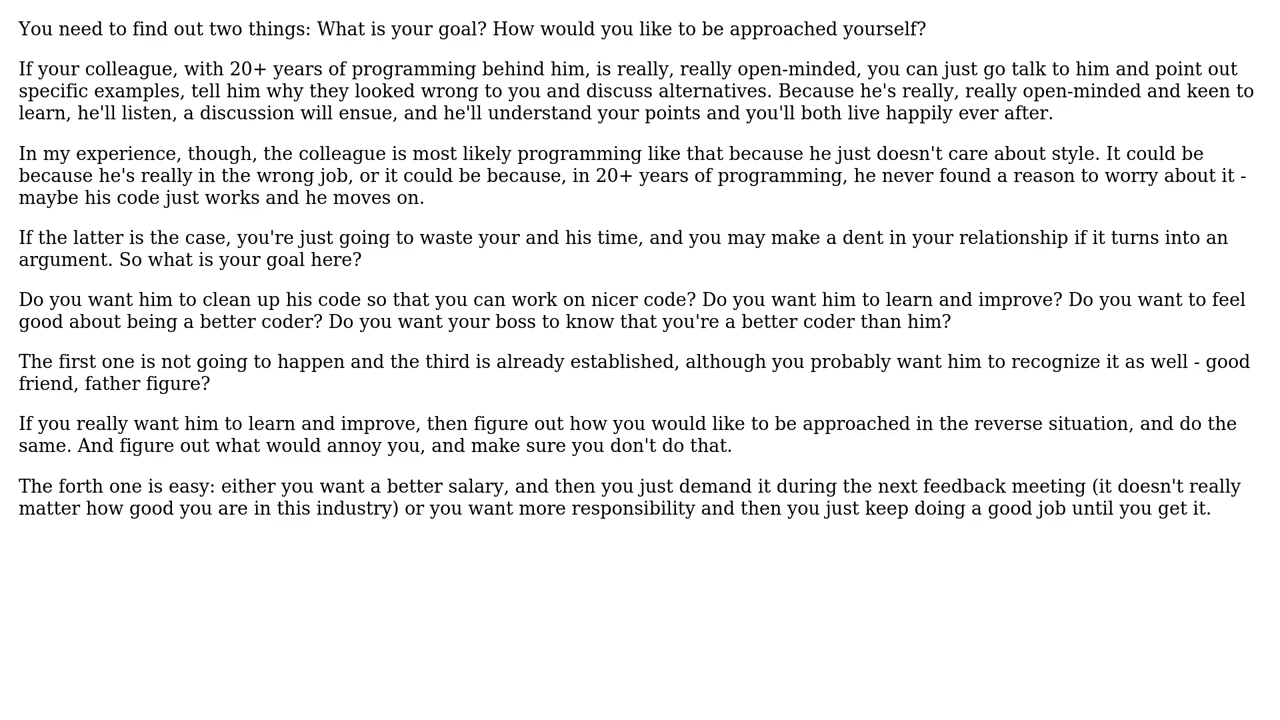 You need to find out two things: What is your goal? How would you like to be approached yourself?
If your colleague, with 20+ years of programming behind him, is really, really open-minded, you can just go talk to him and point out
specific examples, tell him why they looked wrong to you and discuss alternatives. Because he's really, really open-minded and keen to
learn, he'll listen, a discussion will ensue, and he'll understand your points and you'll both live happily ever after.
In my experience, though, the colleague is most likely programming like that because he just doesn't care about style. It could be
because he's really in the wrong job, or it could be because, in 20+ years of programming, he never found a reason to worry about it -
maybe his code just works and he moves on.
If the latter is the case, you're just going to waste your and his time, and you may make a dent in your relationship if it turns into an
argument. So what is your goal here?
Do you want him to clean up his code so that you can work on nicer code? Do you want him to learn and improve? Do you want to feel
good about being a better coder? Do you want your boss to know that you're a better coder than him?
The first one is not going to happen and the third is already established, although you probably want him to recognize it as well - good
friend, father figure?
If you really want him to learn and improve, then figure out how you would like to be approached in the reverse situation, and do the
same. And figure out what would annoy you, and make sure you don't do that.
The forth one is easy: either you want a better salary, and then you just demand it during the next feedback meeting (it doesn't really
matter how good you are in this industry) or you want more responsibility and then you just keep doing a good job until you get it.